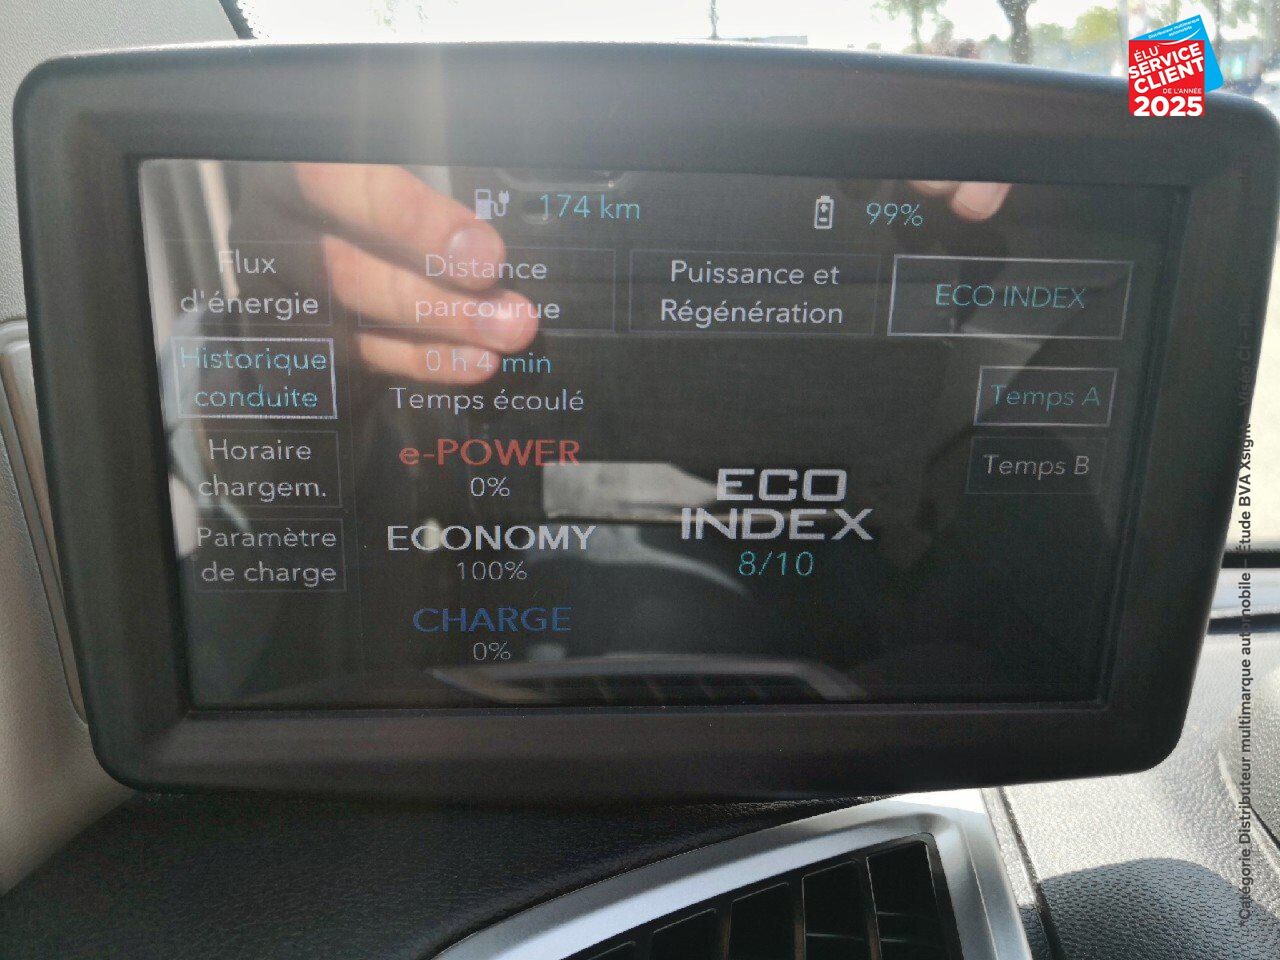 ÉLU
SERVICE
CLIENT
DE L'ANNÉE
2025
174 km
99%
Flux
d'énergie
Distance
parcourue
Puissance et
Régénération
ECO INDEX
Historique
conduite
0 h 4 min
Temps écoulé
Temps A
Horaire
chargem.
e-POWER
0%
Temps B
ECO
INDEX
8/10
Paramètre
de charge
ECONOMY
100%
CHARGE
0%
Catégorie Distributeur multimarque automobile – Étude BVA Xsight – Viséo CI –